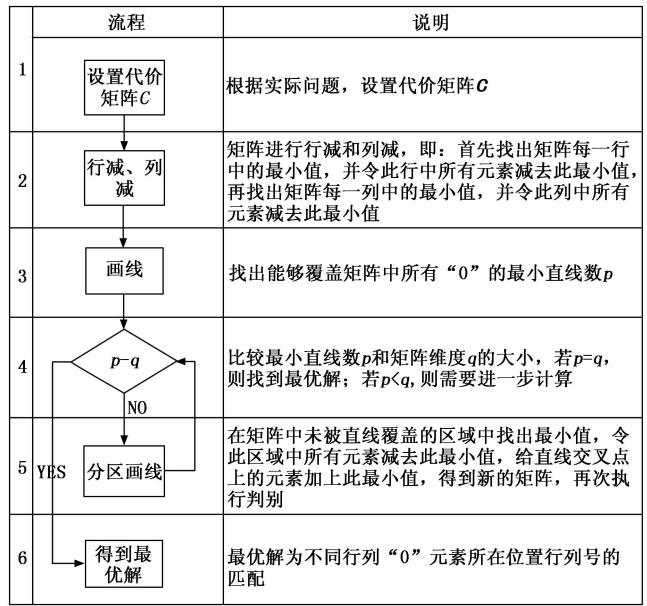 流程 说明
1
设置代价
矩阵C
根据实际问题，设置代价矩阵C
2
行减、列
减
矩阵进行行减和列减，即：首先找出矩阵每一行
中的最小值，并令此行中所有元素减去此最小值，
再找出矩阵每一列中的最小值，并令此列中所有
元素减去此最小值
3
画线
找出能够覆盖矩阵中所有“0”的最小直线数p
4
p-q
比较最小直线数p和矩阵维度q的大小，若p=q，
则找到最优解；若p<q,则需要进一步计算
NO
5
YES
分区画线
在矩阵中未被直线覆盖的区域中找出最小值，令
此区域中所有元素减去此最小值，给直线交叉点
上的元素加上此最小值，得到新的矩阵，再次执
行判别
6
得到最
优解
最优解为不同行列“0”元素所在位置行列号的
匹配